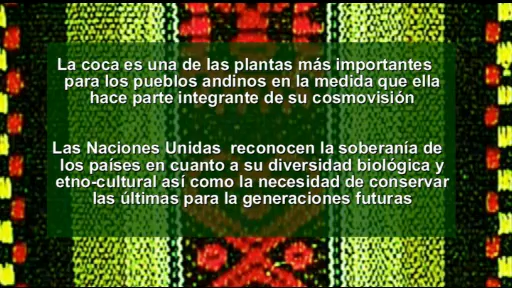 La coca es una de las plantas más importantes
para los pueblos andinos en la medida que ella
hace parte integrante de su cosmovisión
Las Naciones Unidas reconocen la soberanía de
los países en cuanto a su diversidad biológica y
etno-cultural así como la necesidad de conservar
las últimas para la generaciones futuras